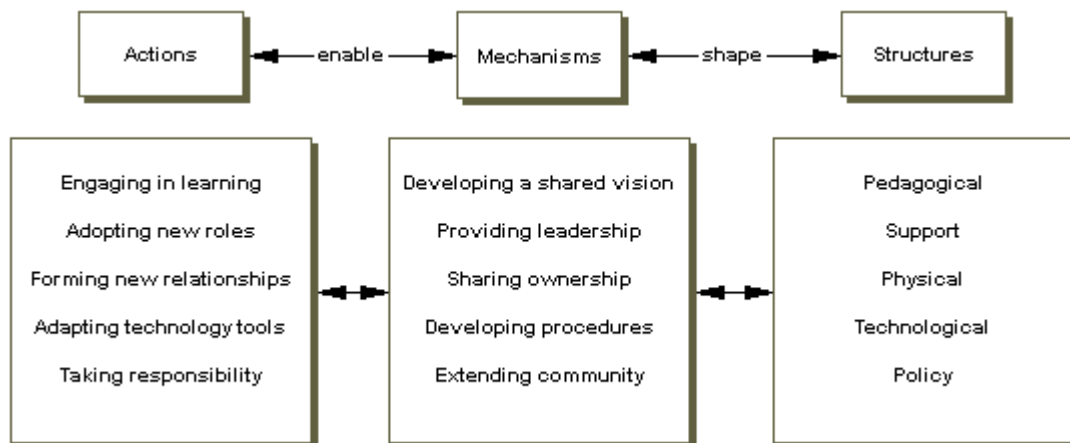 Actions enable Mechanisms shape Structures
Engaging in learning
Adopting new roles
Forming new relationships
Adapting technology tools
Taking responsibility
Developing a shared vision
Providing leadership
Sharing ownership
Developing procedures
Extending community
Pedagogical
Support
Physical
Technological
Policy